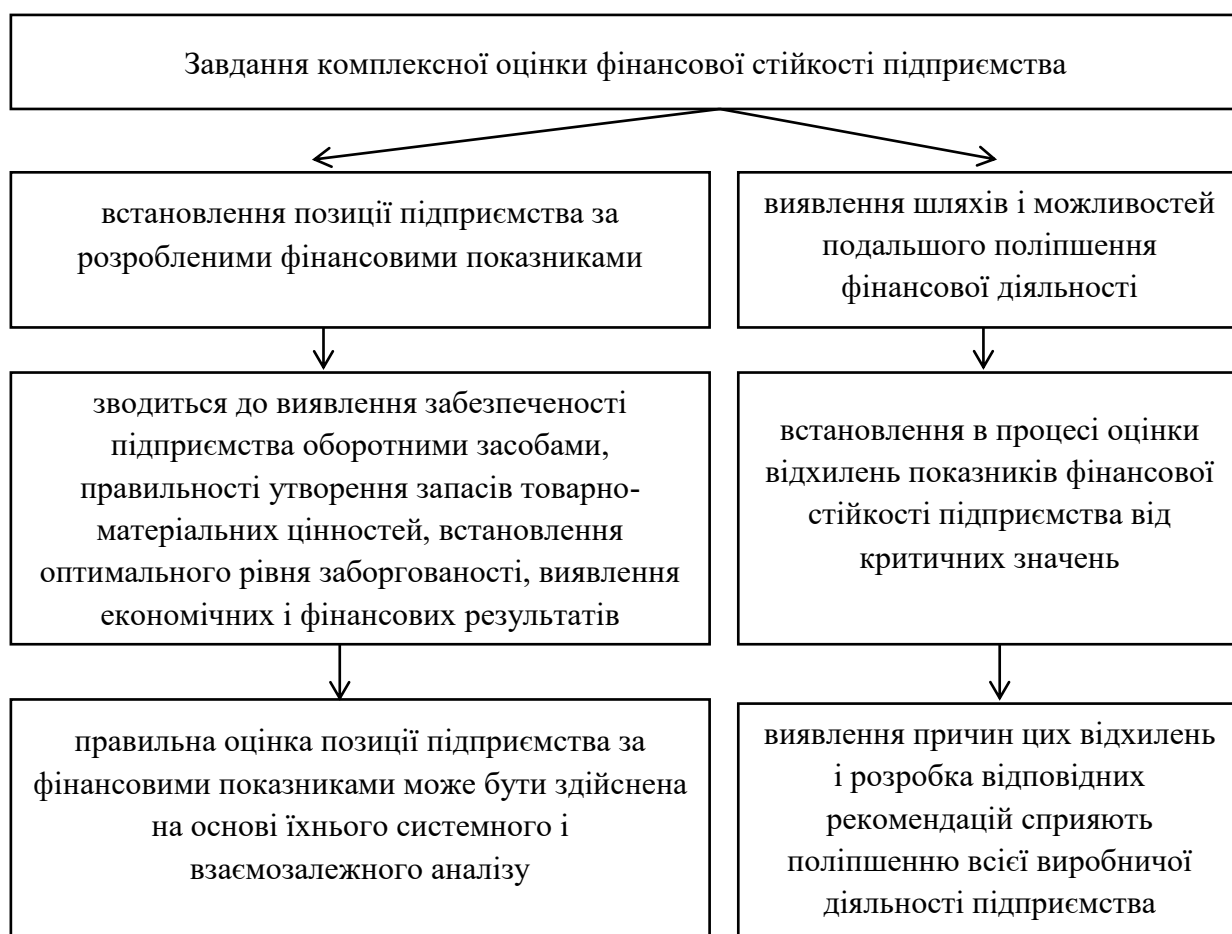 Завдання комплексної оцінки фінансової стійкості підприємства
встановлення позиції підприємства за
розробленими фінансовими показниками
виявлення шляхів і можливостей
подальшого поліпшення
фінансової діяльності
зводиться до виявлення забезпеченості
підприємства оборотними засобами,
правильності утворення запасів товарно-
матеріальних цінностей, встановлення
оптимального рівня заборгованості, виявлення
економічних і фінансових результатів
встановлення в процесі оцінки
відхилень показників фінансової
стійкості підприємства від
критичних значень
правильна оцінка позиції підприємства за
фінансовими показниками може бути здійснена
на основі їхнього системного і
взаємозалежного аналізу
виявлення причин цих відхилень
і розробка відповідних
рекомендацій сприяють
поліпшенню всієї виробничої
діяльності підприємства